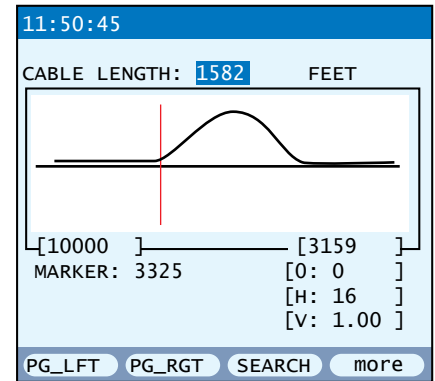 11:50:45
CABLE LENGTH: 1582 FEET
[10000 ] [3159 ]
MARKER: 3325 [O: 0 ]
[H: 16 ]
[V: 1.00 ]
PG_LFT PG_RGT SEARCH more